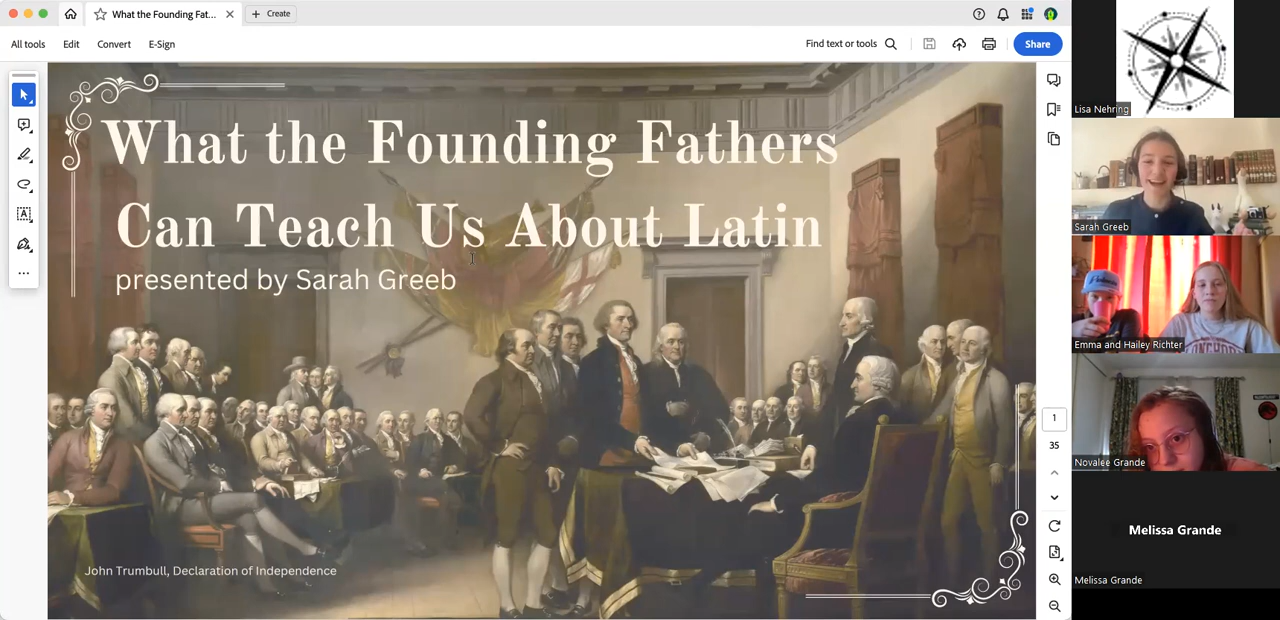 What the Founding Fat...
Create
All tools
Edit
Convert
E-Sign
Find text or tools
Share
What the Founding Fathers
Can Teach Us About Latin
presented by Sarah Greeb
John Trumbull, Declaration of Independence
1
35
Lisa Nehring
Sarah Greeb
Emma and Hailey Richter
Novalee Grande
Melissa Grande
Melissa Grande